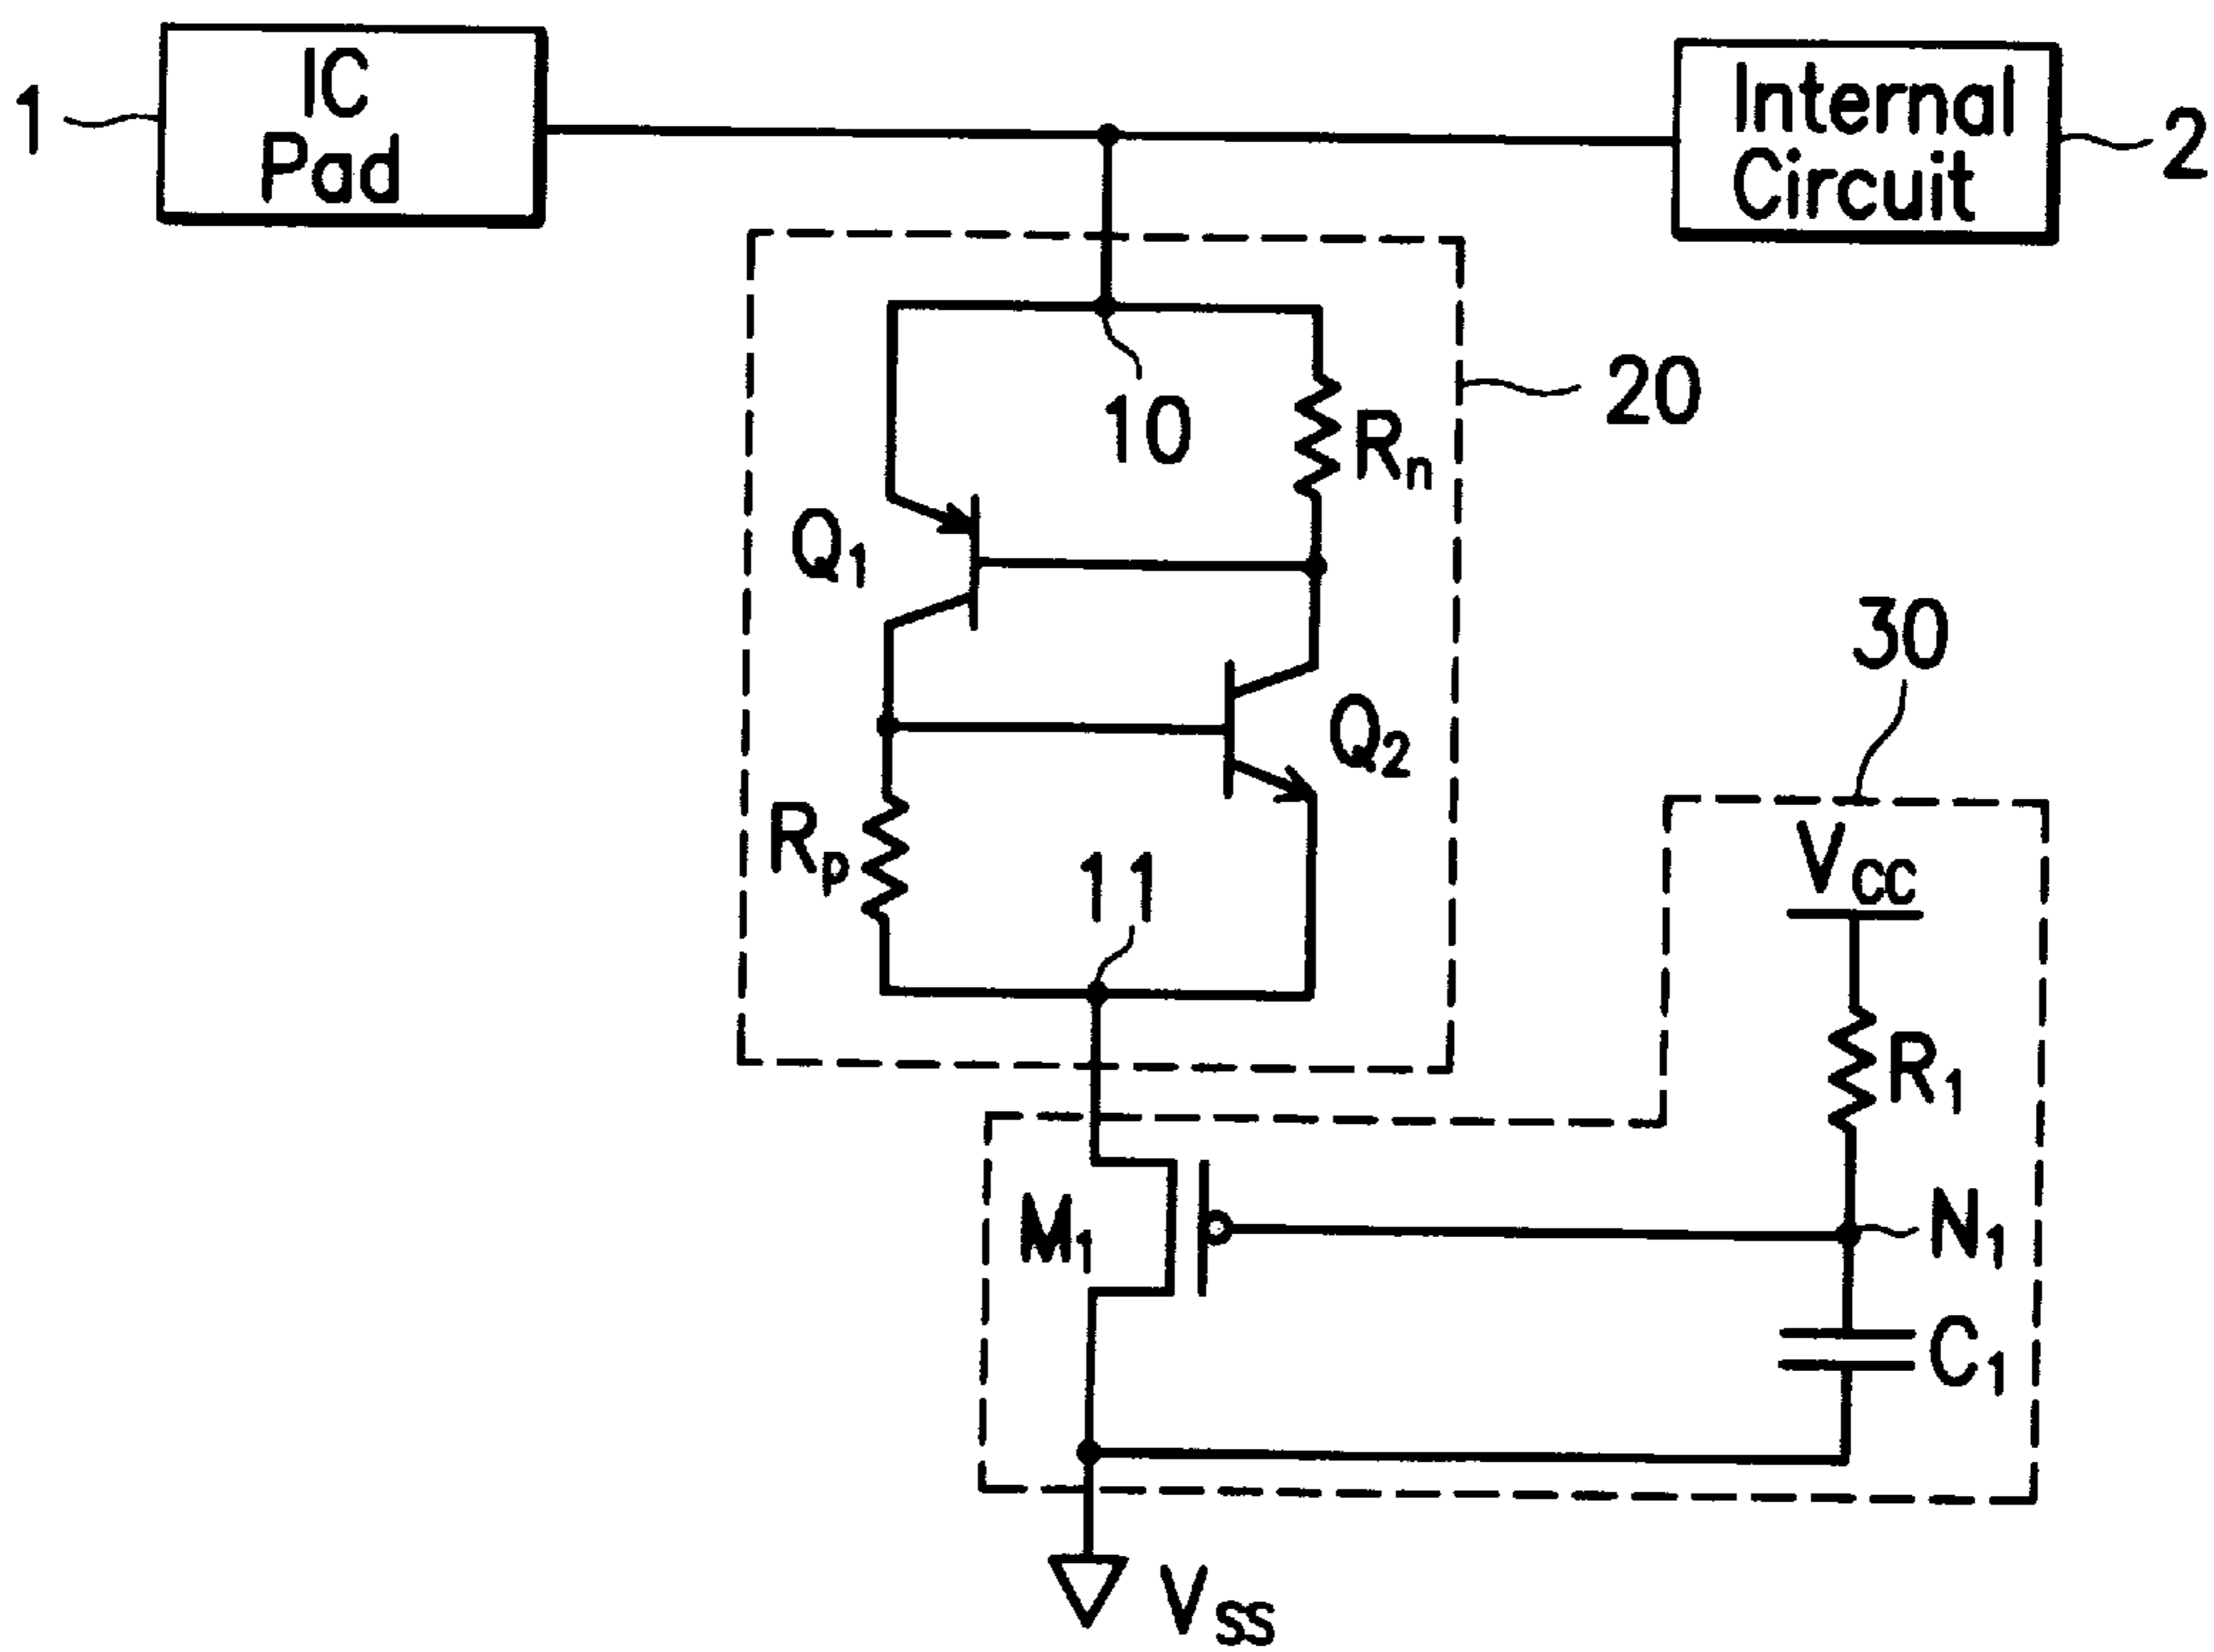 1
IC
Pad
Internal
Circuit
2
10
Rn
20
Q1
Q2
30
Rp
11
VCC
R1
M1
N1
C1
VSS